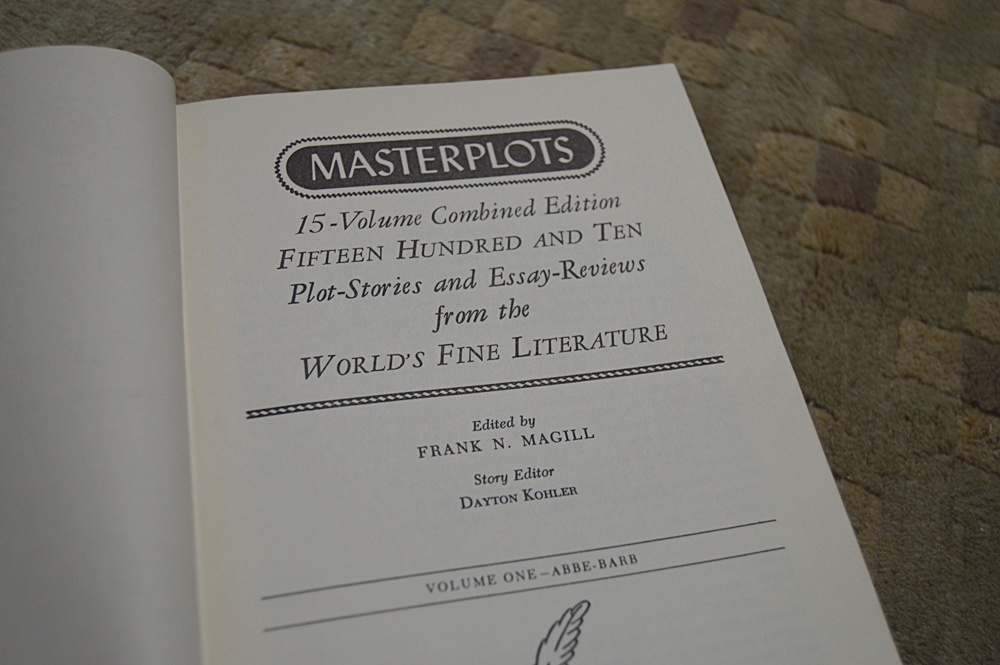 MASTERPLOTS
15-Volume Combined Edition
FIFTEEN HUNDRED AND TEN
Plot-Stories and Essay-Reviews
from the
WORLD'S FINE LITERATURE
Edited by
FRANK N. MAGILL
Story Editor
DAYTON KOHLER
VOLUME ONE–ABBE-BARB